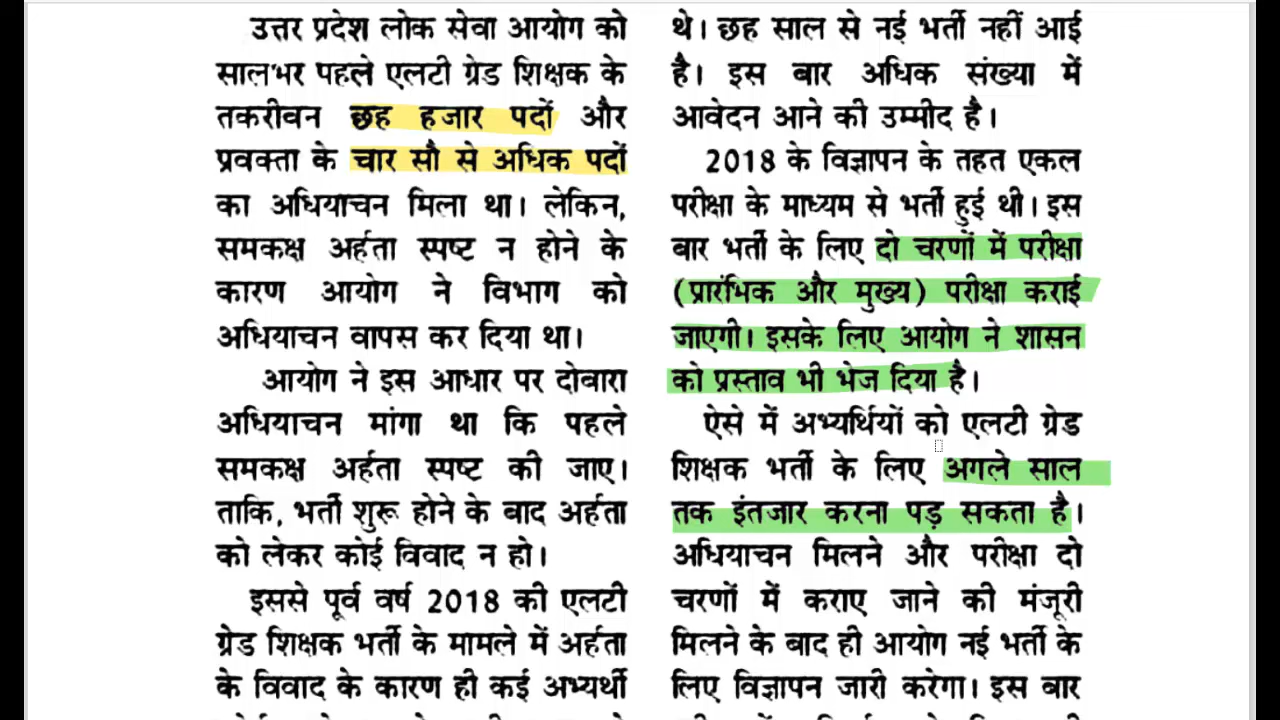 उत्तर प्रदेश लोक सेवा आयोग को
सालभर पहले एलटी ग्रेड शिक्षक के
तकरीवन छह हजार पदों और
प्रवक्ता के चार सौ से अधिक पदों
का अधियाचन मिला था। लेकिन,
समकक्ष अर्हता स्पष्ट न होने के
कारण आयोग ने विभाग को
अधियाचन वापस कर दिया था।
आयोग ने इस आधार पर दोबारा
अधियाचन मांगा था कि पहले
समकक्ष अर्हता स्पष्ट की जाए।
ताकि, भर्ती शुरू होने के बाद अर्हता
को लेकर कोई विवाद न हो।
इससे पूर्व वर्ष 2018 की एलटी
ग्रेड शिक्षक भर्ती के मामले में अर्हता
के विवाद के कारण ही कई अभ्यर्थी
थे। छह साल से नई भर्ती नहीं आई
है। इस बार अधिक संख्या में
आवेदन आने की उम्मीद है।
2018 के विज्ञापन के तहत एकल
परीक्षा के माध्यम से भर्ती हुई थी। इस
बार भर्ती के लिए दो चरणों में परीक्षा
(प्रारंभिक और मुख्य) परीक्षा कराई
जाएगी। इसके लिए आयोग ने शासन
को प्रस्ताव भी भेज दिया है।
ऐसे में अभ्यर्थियों को एलटी ग्रेड
शिक्षक भर्ती के लिए अगले साल
तक इंतजार करना पड़ सकता है।
अधियाचन मिलने और परीक्षा दो
चरणों में कराए जाने की मंजूरी
मिलने के बाद ही आयोग नई भर्ती के
लिए विज्ञापन जारी करेगा। इस बार